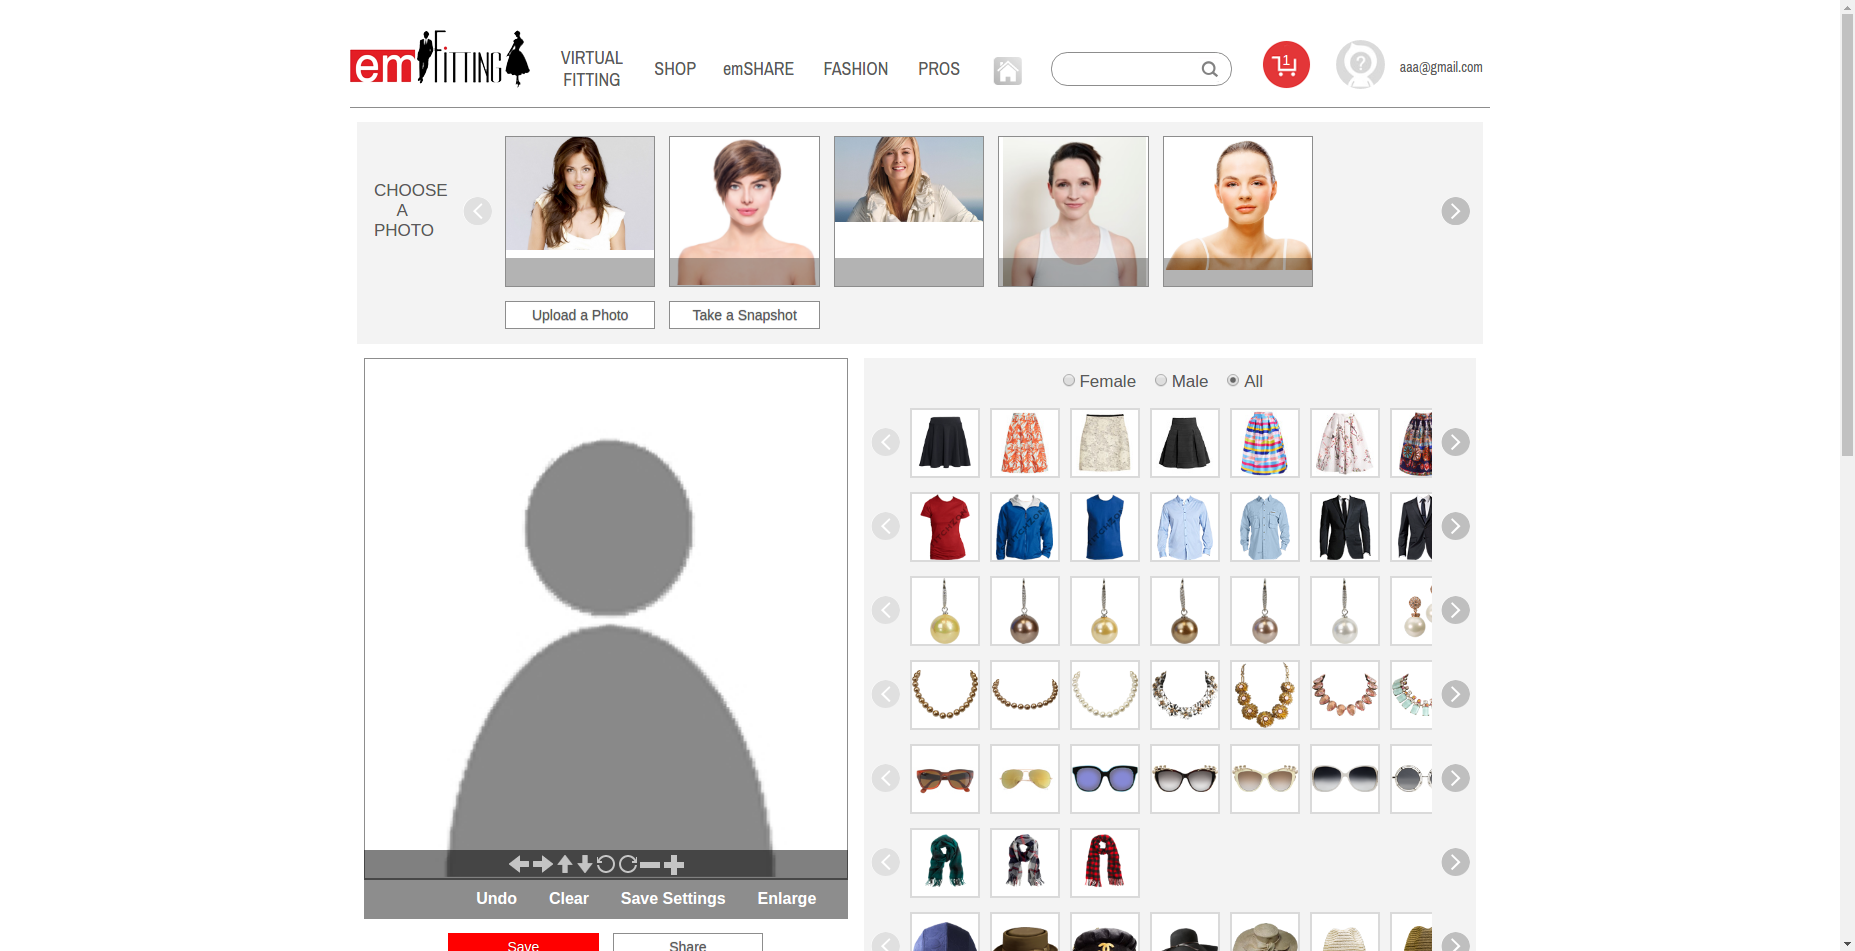 emFITTING
VIRTUAL
FITTING
SHOP
emSHARE
FASHION
PROS
1
?
aaa@gmail.com
CHOOSE
A
PHOTO
Upload a Photo
Take a Snapshot
Female
Male
All
Undo
Clear
Save Settings
Enlarge
Save
Share